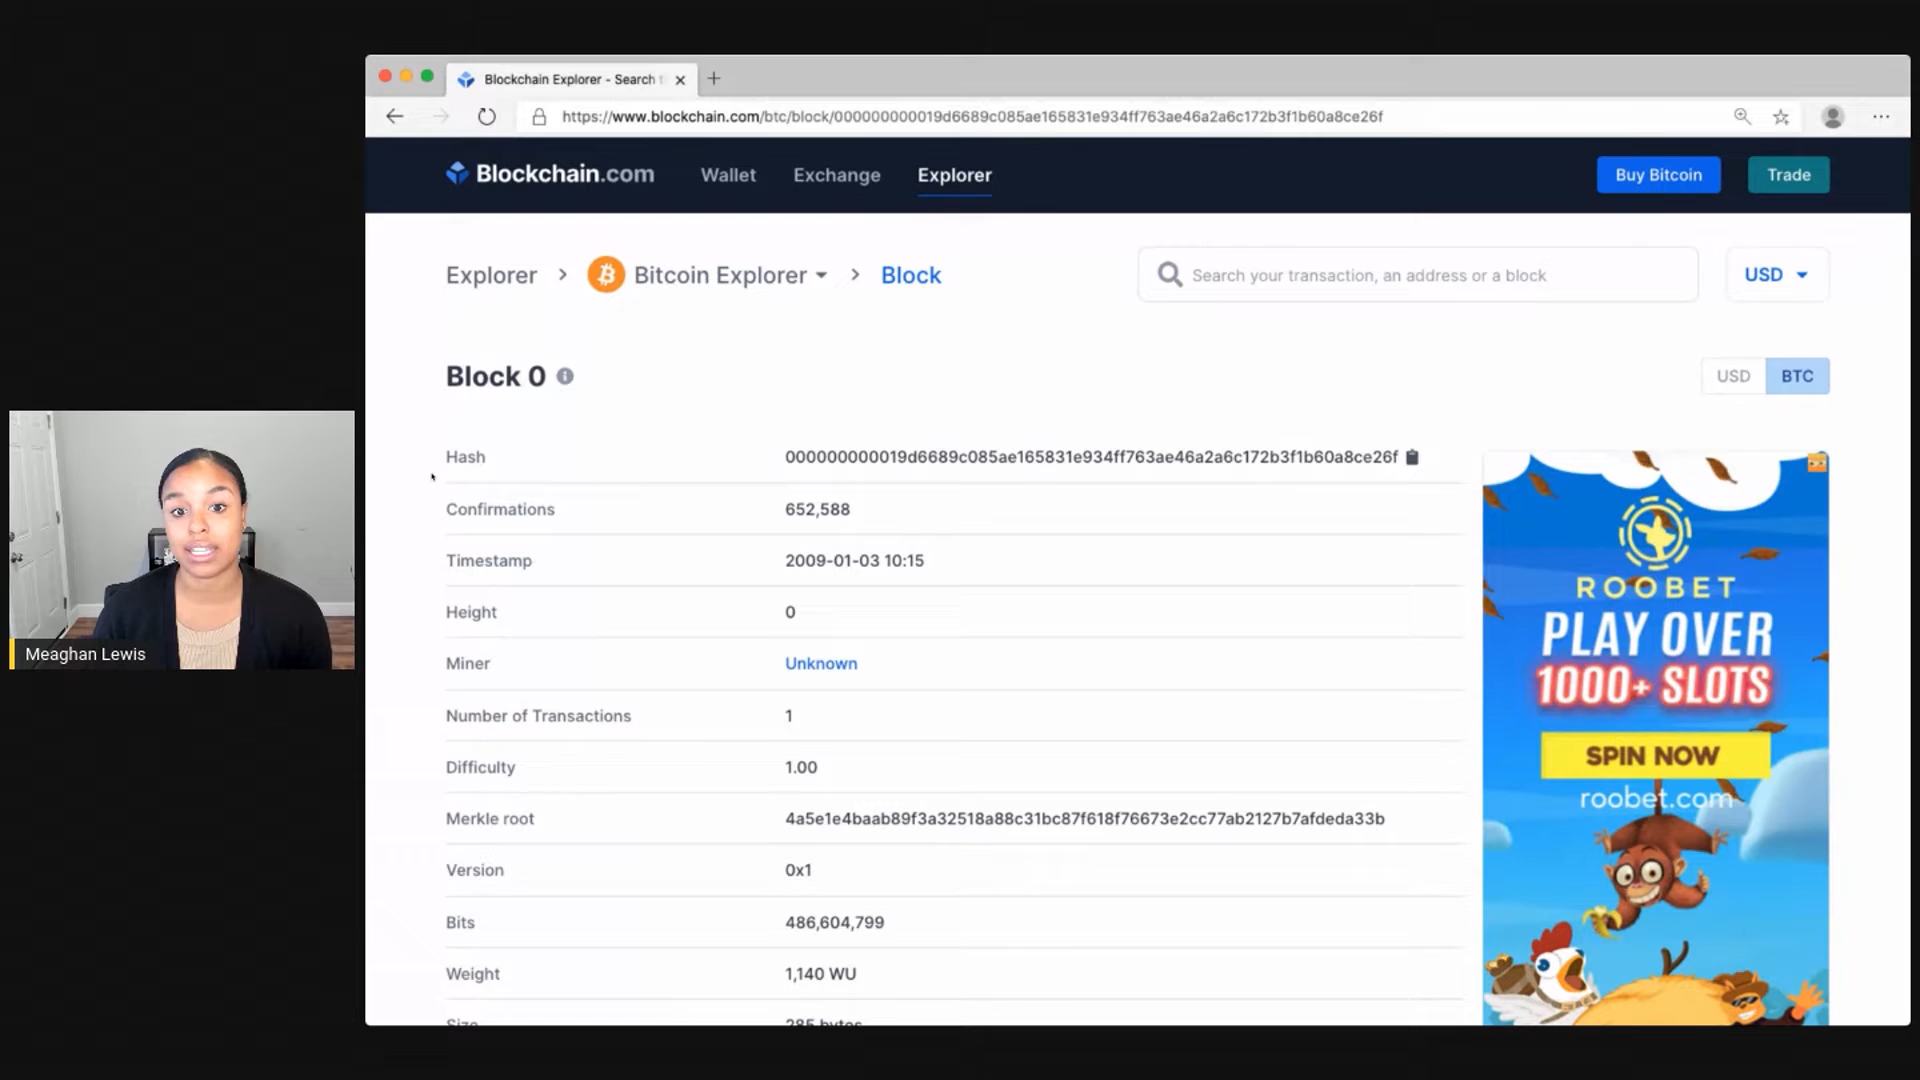 Blockchain Explorer - Search t
https://www.blockchain.com/btc/block/000000000019d6689c085ae165831e934ff763ae46a2a6c172b3f1b60a8ce26f
Blockchain.com Wallet Exchange Explorer Buy Bitcoin Trade
Explorer > Bitcoin Explorer > Block Search your transaction, an address or a block USD
Block 0 USD BTC
Hash 000000000019d6689c085ae165831e934ff763ae46a2a6c172b3f1b60a8ce26f
Confirmations 652,588
Timestamp 2009-01-03 10:15
Height 0
Miner Unknown
Number of Transactions 1
Difficulty 1.00
Merkle root 4a5e1e4baab89f3a32518a88c31bc87f618f76673e2cc77ab2127b7afdeda33b
Version 0x1
Bits 486,604,799
Weight 1,140 WU
Size 285 bytes
ROOBET
PLAY OVER
1000+ SLOTS
SPIN NOW
roobet.com
Meaghan Lewis